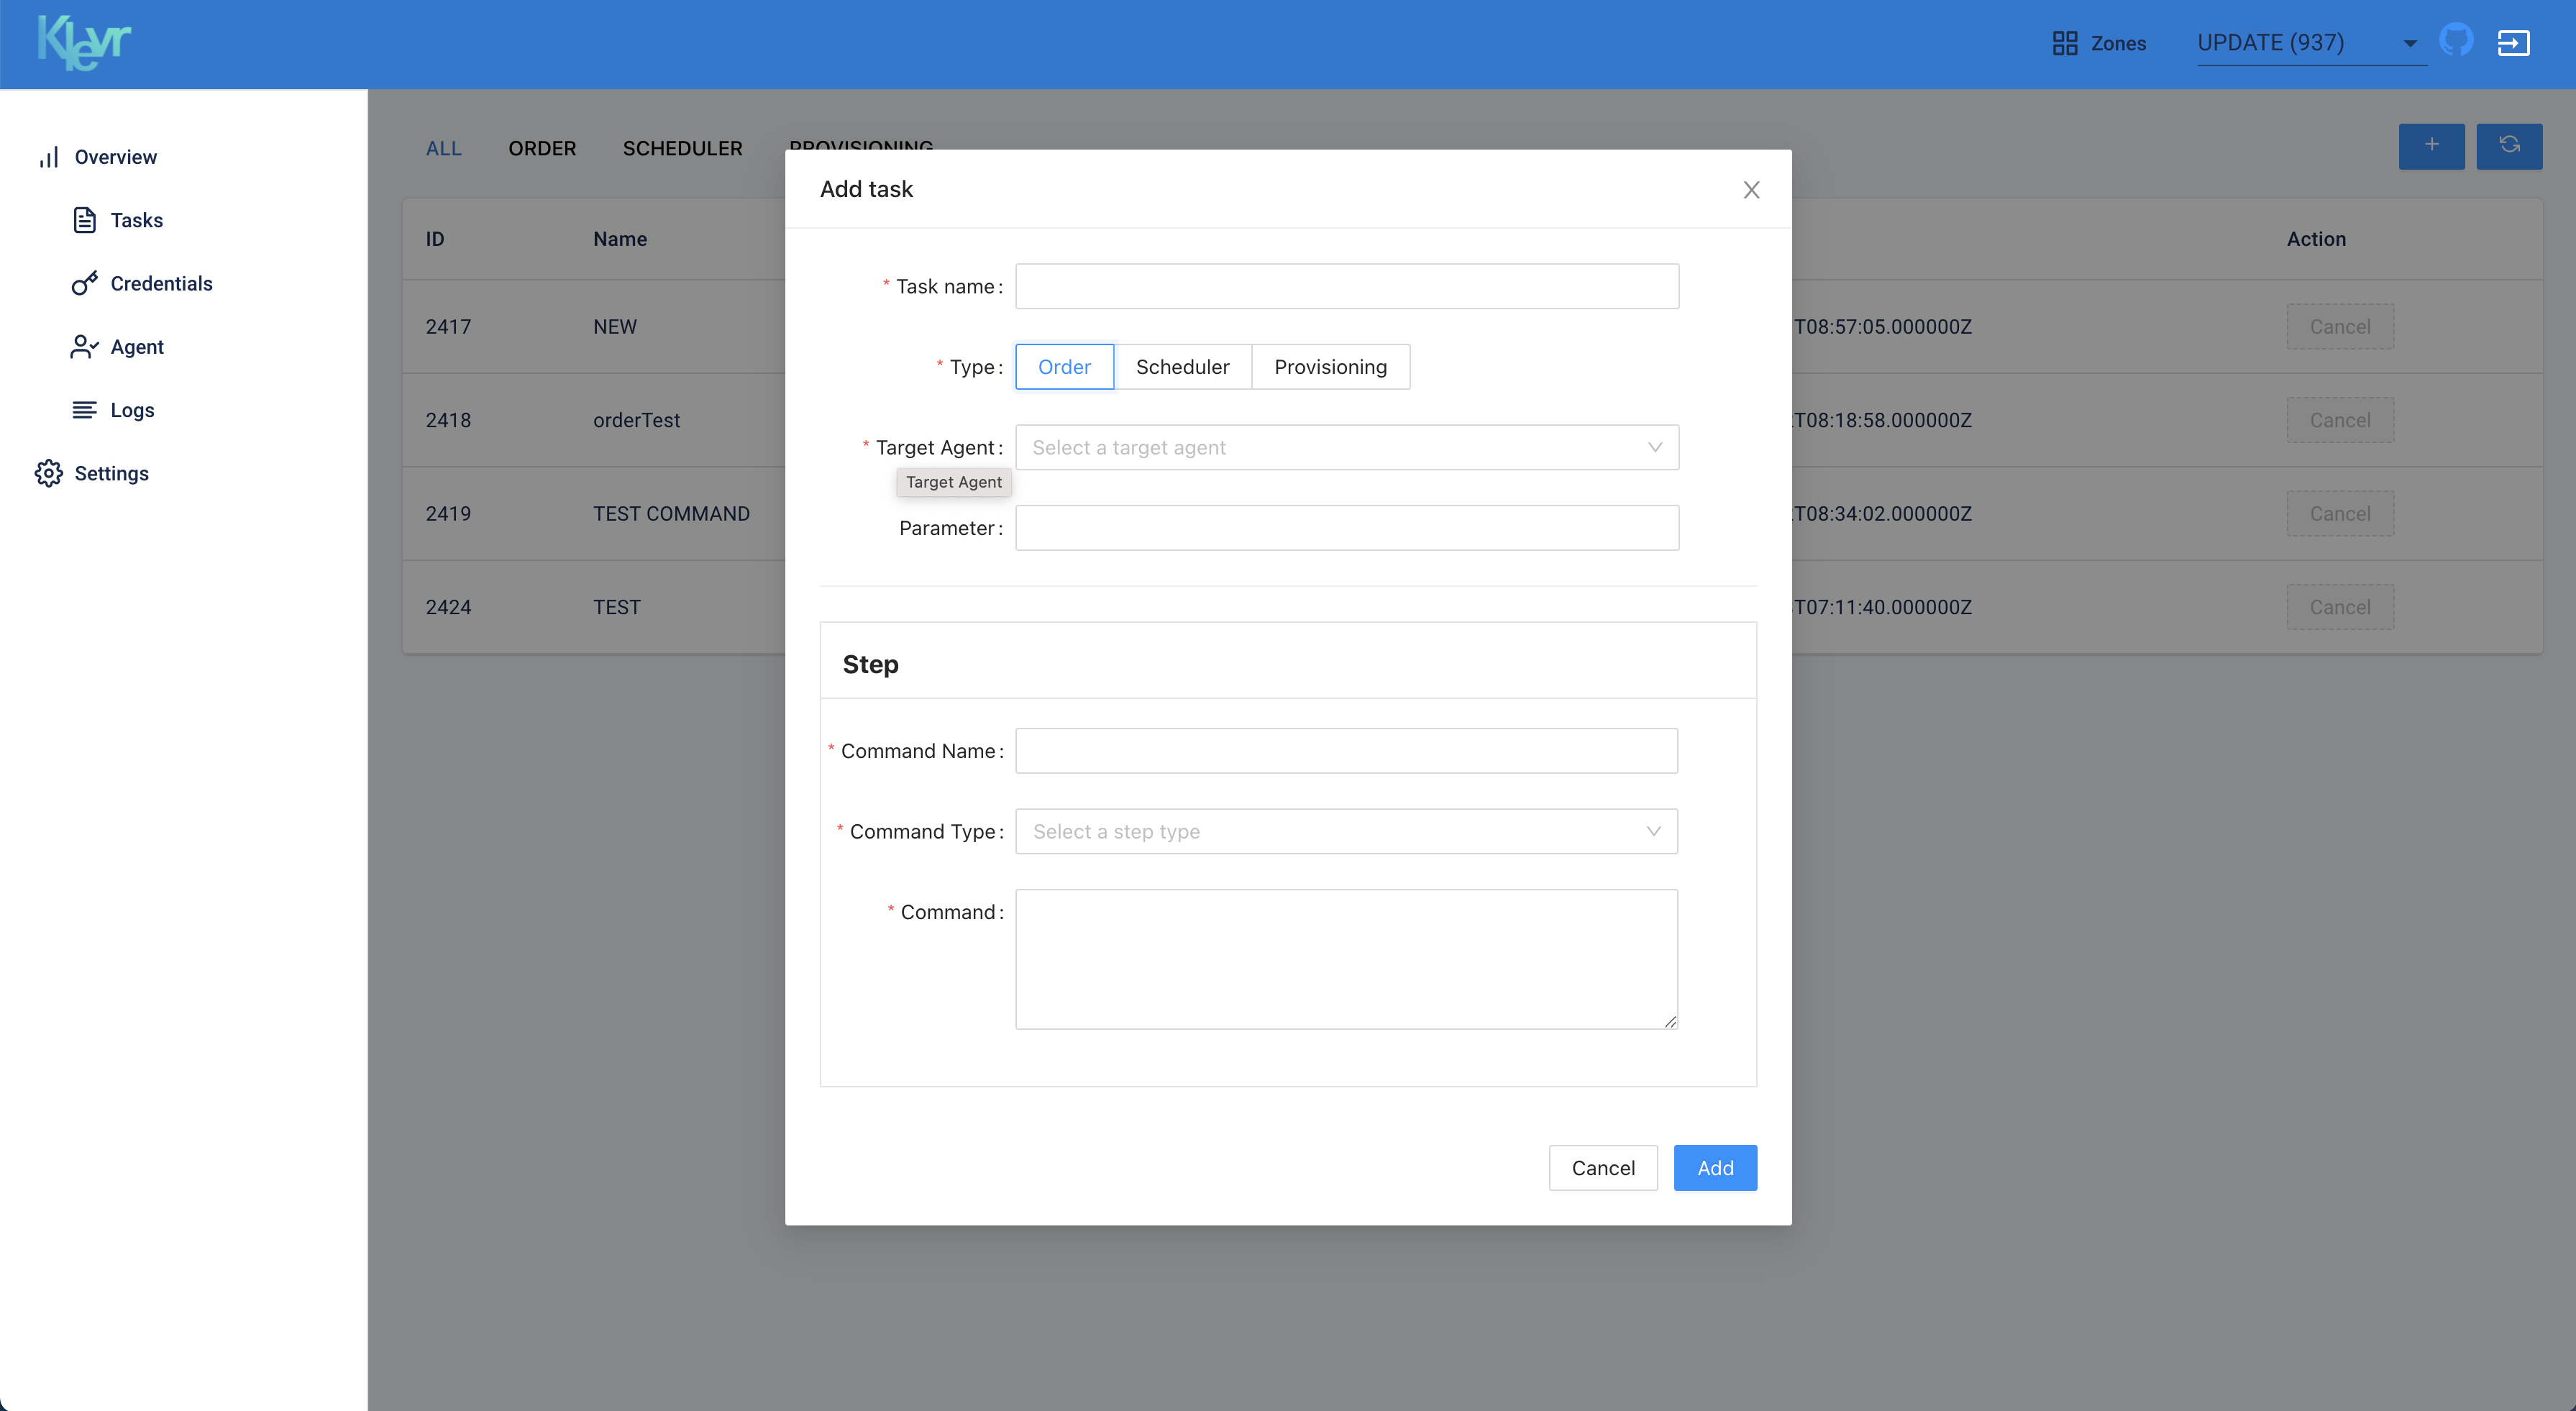 Klevr
Zones
UPDATE (937)
Overview
Tasks
Credentials
Agent
Logs
Settings
ALL ORDER SCHEDULER PROVISIONING
ID Name Action
2417 NEW T08:57:05.000000Z Cancel
2418 orderTest T08:18:58.000000Z Cancel
2419 TEST COMMAND T08:34:02.000000Z Cancel
2424 TEST T07:11:40.000000Z Cancel
Add task
* Task name:
* Type: Order Scheduler Provisioning
* Target Agent: Select a target agent
Target Agent
Parameter:
Step
* Command Name:
* Command Type: Select a step type
* Command:
Cancel Add